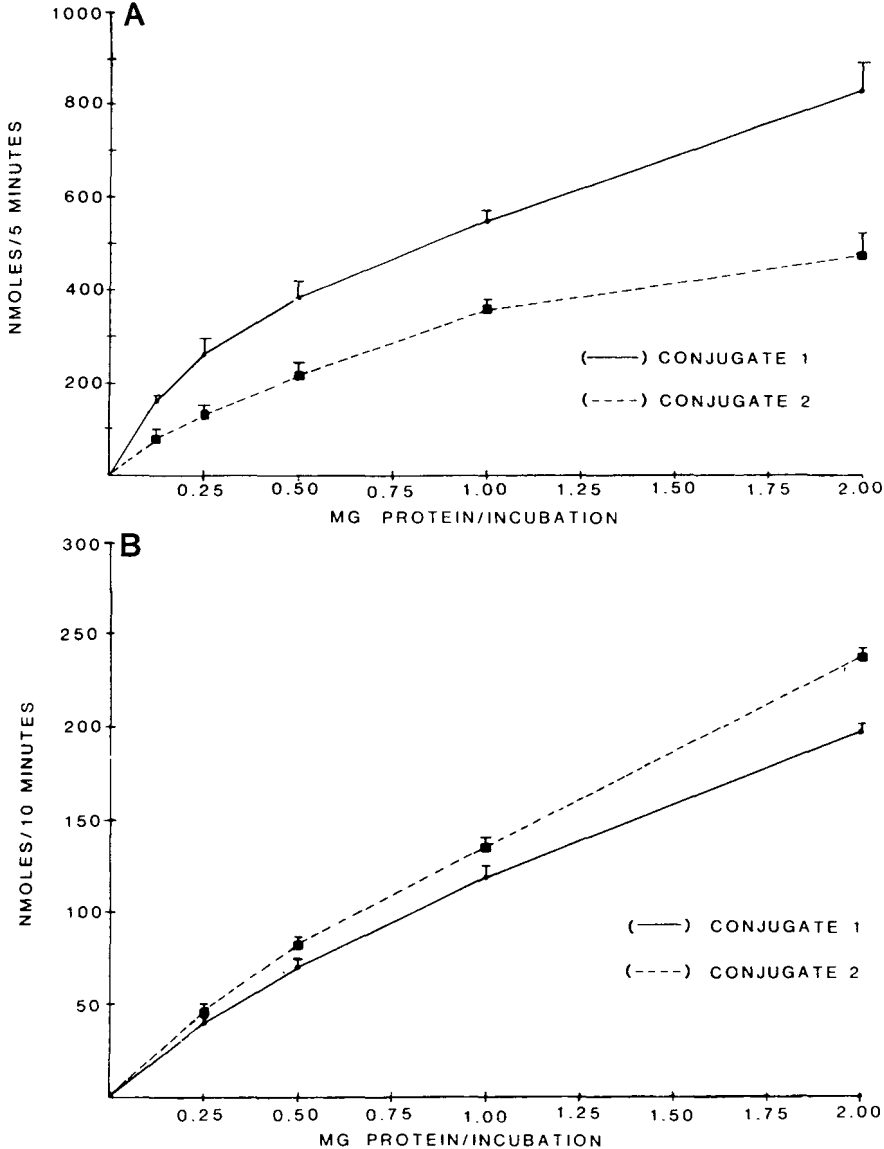 A
1000
800
600
400
200
NMOLES/5 MINUTES
(——) CONJUGATE 1
(----) CONJUGATE 2
0.25 0.50 0.75 1.00 1.25 1.50 1.75 2.00
MG PROTEIN/INCUBATION
B
300
250
200
150
100
50
NMOLES/10 MINUTES
(——) CONJUGATE 1
(----) CONJUGATE 2
0.25 0.50 0.75 1.00 1.25 1.50 1.75 2.00
MG PROTEIN/INCUBATION